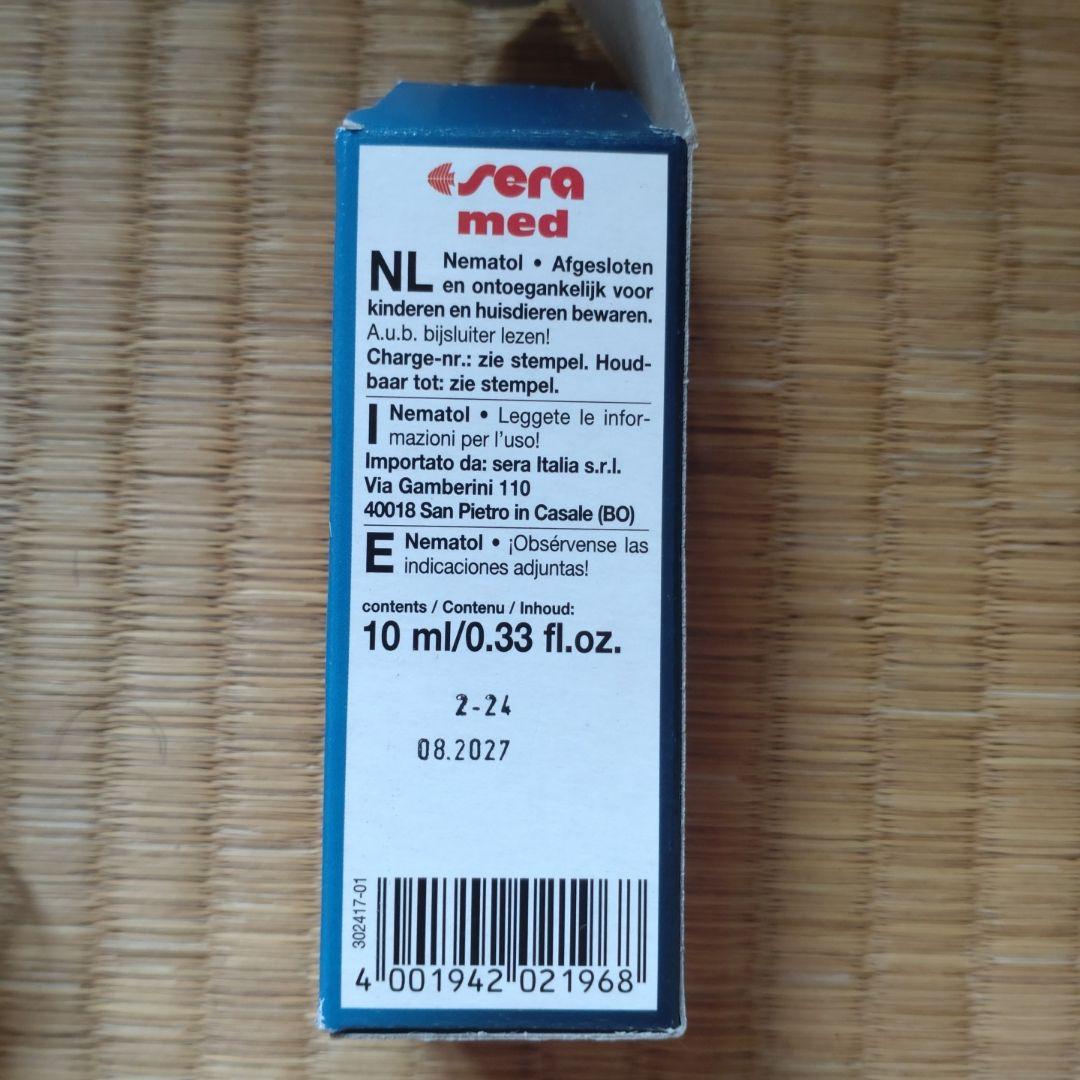 sera
med
NL Nematol • Afgesloten
en ontoegankelijk voor
kinderen en huisdieren bewaren.
A.u.b. bijsluiter lezen!
Charge-nr.: zie stempel. Houd-
baar tot: zie stempel.
I Nematol • Leggete le infor-
mazioni per l'uso!
Importato da: sera Italia s.r.l.
Via Gamberini 110
40018 San Pietro in Casale (BO)
E Nematol • ¡Obsérvense las
indicaciones adjuntas!
contents / Contenu / Inhoud:
10 ml/0.33 fl.oz.
2-24
08.2027
302417-01
4 001942 021968